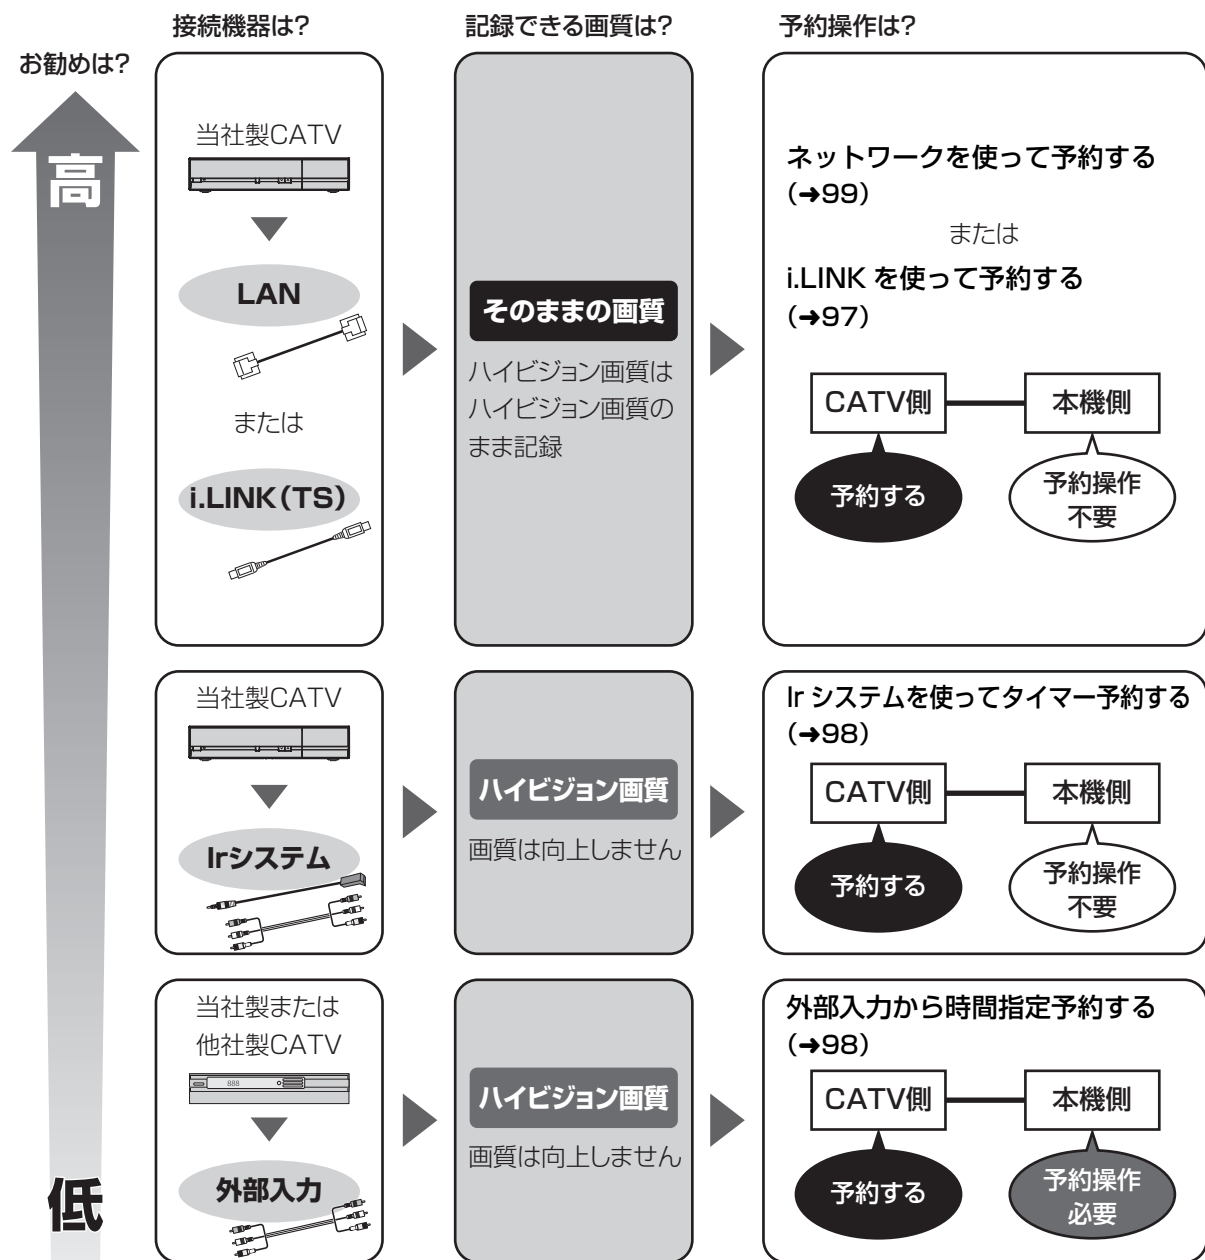 接続機器は?
記録できる画質は?
予約操作は?
お勧めは?
高
当社製CATV
LAN
または
i.LINK(TS)
そのままの画質
ハイビジョン画質は
ハイビジョン画質の
まま記録
ネットワークを使って予約する
(➜99)
または
i.LINK を使って予約する
(➜97)
CATV側
本機側
予約する
予約操作
不要
当社製CATV
Irシステム
ハイビジョン画質
画質は向上しません
Ir システムを使ってタイマー予約する
(➜98)
CATV側
本機側
予約する
予約操作
不要
当社製または
他社製CATV
888
外部入力
ハイビジョン画質
画質は向上しません
外部入力から時間指定予約する
(➜98)
CATV側
本機側
予約する
予約操作
必要
低